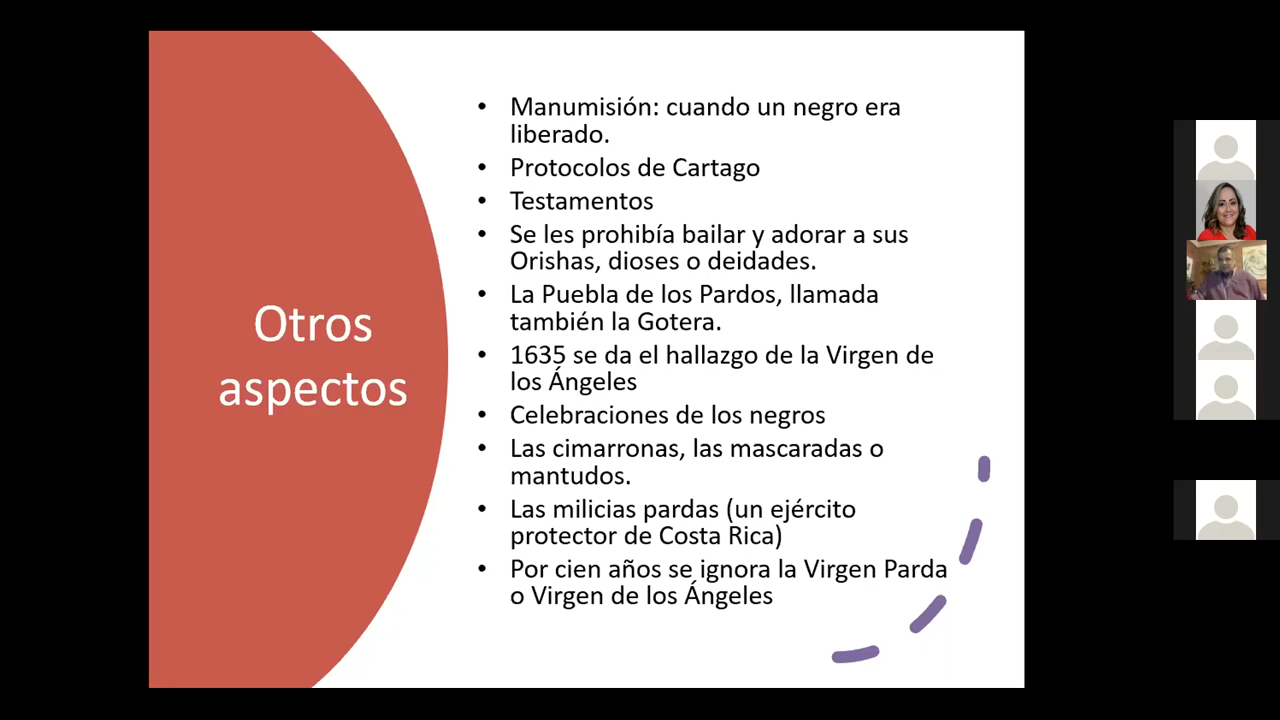 Otros
aspectos
• Manumisión: cuando un negro era
liberado.
• Protocolos de Cartago
• Testamentos
• Se les prohibía bailar y adorar a sus
Orishas, dioses o deidades.
• La Puebla de los Pardos, llamada
también la Gotera.
• 1635 se da el hallazgo de la Virgen de
los Ángeles
• Celebraciones de los negros
• Las cimarronas, las mascaradas o
mantudos.
• Las milicias pardas (un ejército
protector de Costa Rica)
• Por cien años se ignora la Virgen Parda
o Virgen de los Ángeles